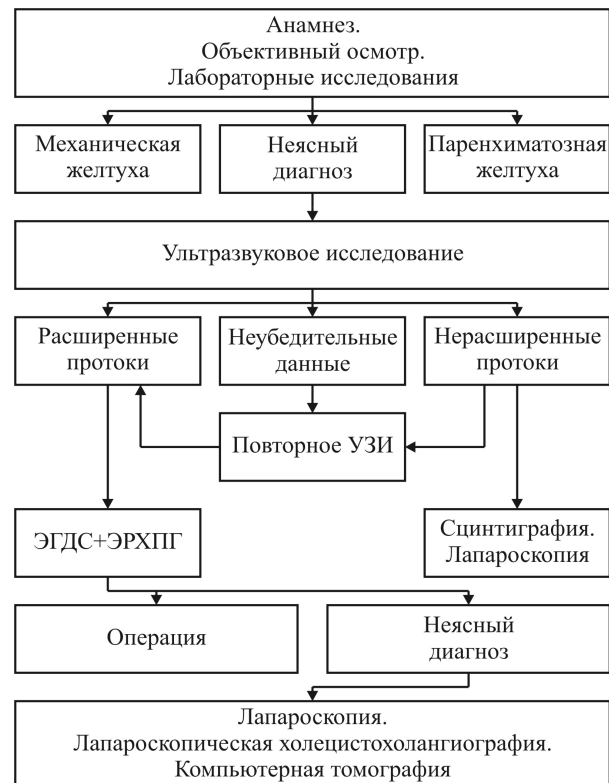 Анамнез.
Объективный осмотр.
Лабораторные исследования
Механическая
желтуха
Неясный
диагноз
Паренхиматозная
желтуха
Ультразвуковое исследование
Расширенные
протоки
Неубедительные
данные
Нерасширенные
протоки
Повторное УЗИ
ЭГДС+ЭРХПГ
Сцинтиграфия.
Лапароскопия
Операция
Неясный
диагноз
Лапароскопия.
Лапароскопическая холецистохолангиография.
Компьютерная томография